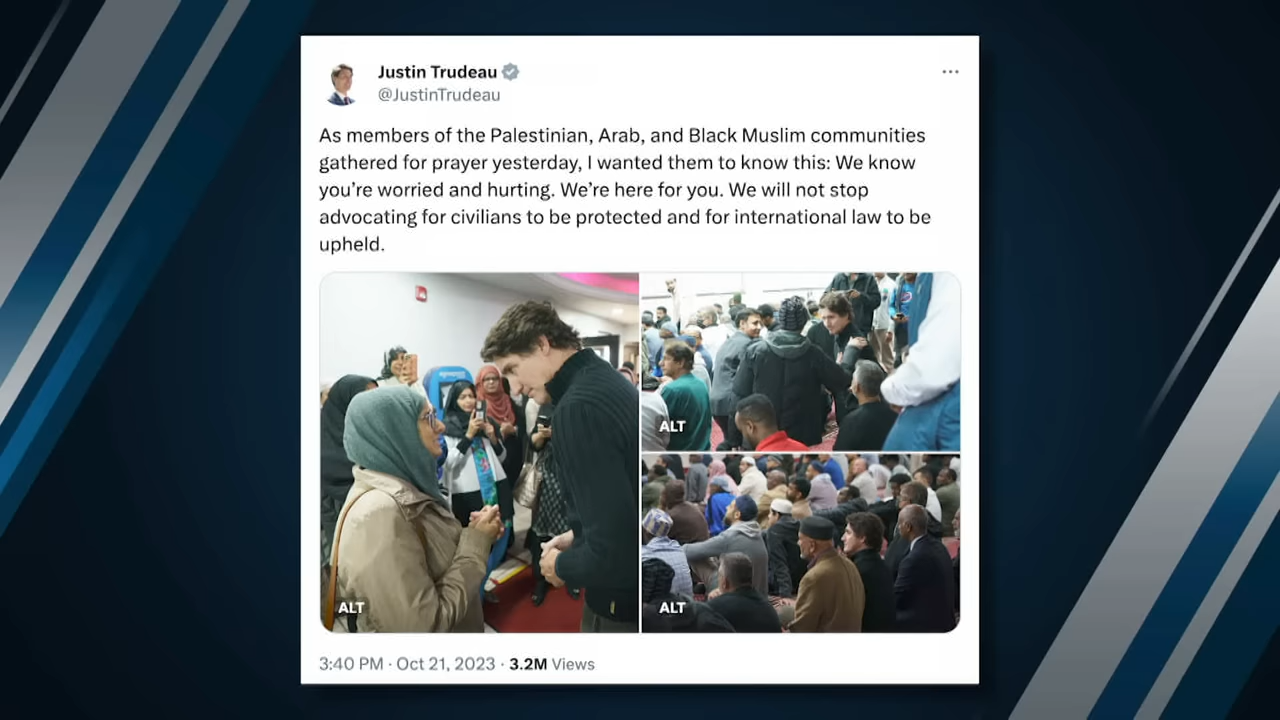 Justin Trudeau
@JustinTrudeau
As members of the Palestinian, Arab, and Black Muslim communities
gathered for prayer yesterday, I wanted them to know this: We know
you’re worried and hurting. We’re here for you. We will not stop
advocating for civilians to be protected and for international law to be
upheld.
ALT
ALT
ALT
3:40 PM · Oct 21, 2023 · 3.2M Views